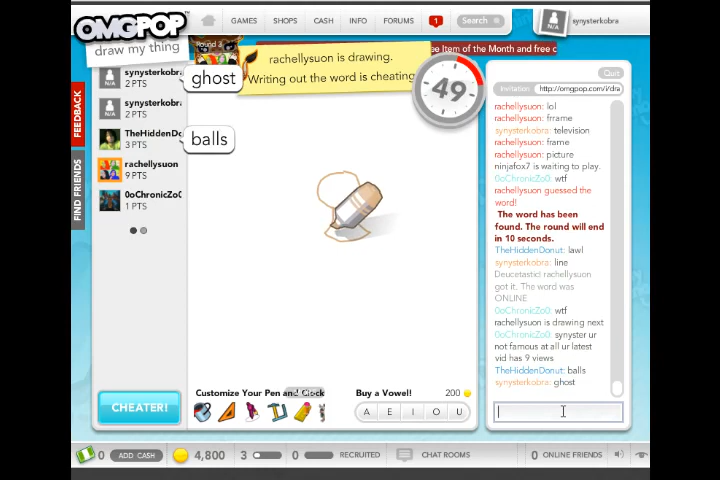 OMGPOP
GAMES SHOPS CASH INFO FORUMS 1 Search
N/A synysterkobra
draw my thing
Round 3
rachellysuon is drawing.
Writing out the word is cheating
ee Item of the Month and free c
49
FEEDBACK
FIND FRIENDS
N/A synysterkobra
2 PTS
ghost
N/A synysterkobra
2 PTS
TheHiddenDo
3 PTS
balls
rachellysuon
9 PTS
0oChronicZo0
1 PTS
CHEATER!
Customize Your Pen and Clock
Buy a Vowel! 200
A E I O U
Quit
Invitation http://omgpop.com/i/dra
rachellysuon: lol
rachellysuon: frrame
synysterkobra: television
rachellysuon: frame
rachellysuon: picture
ninjafox7 is waiting to play.
0oChronicZo0: wtf
rachellysuon guessed the
word!
The word has been
found. The round will end
in 10 seconds.
TheHiddenDonut: lawl
synysterkobra: line
Deucetastic! rachellysuon
got it. The word was
ONLINE
0oChronicZo0: wtf
rachellysuon is drawing next
0oChronicZo0: synyster ur
not famous at all ur latest
vid has 9 views
TheHiddenDonut: balls
synysterkobra: ghost
0 ADD CASH 4,800 3 0 RECRUITED CHAT ROOMS 0 ONLINE FRIENDS